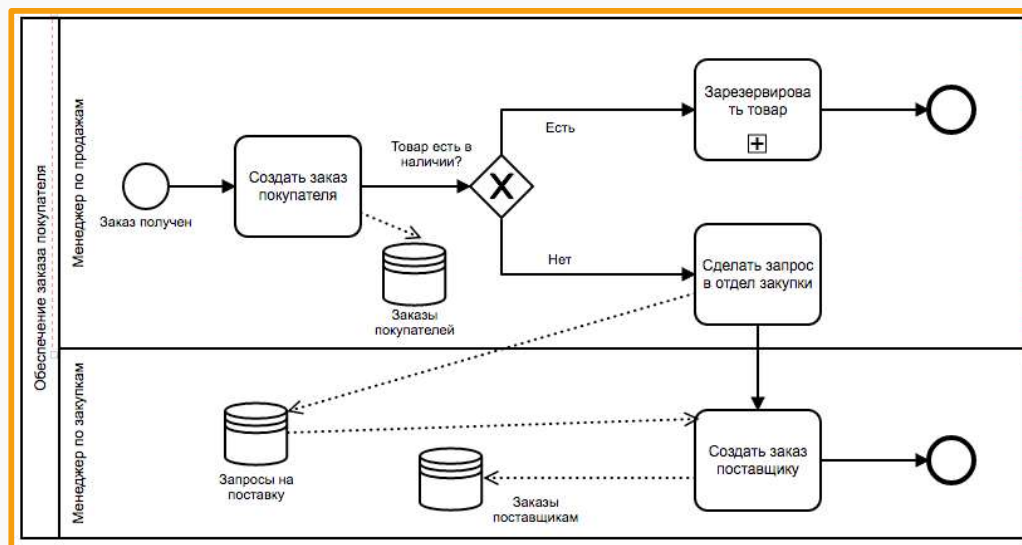 Обеспечение заказа покупателя
Менеджер по продажам
Заказ получен
Создать заказ
покупателя
Заказы
покупателей
Товар есть в
наличии?
X
Есть
Нет
Зарезервирова
ть товар
Сделать запрос
в отдел закупки
Менеджер по закупкам
Запросы на
поставку
Заказы
поставщикам
Создать заказ
поставщику